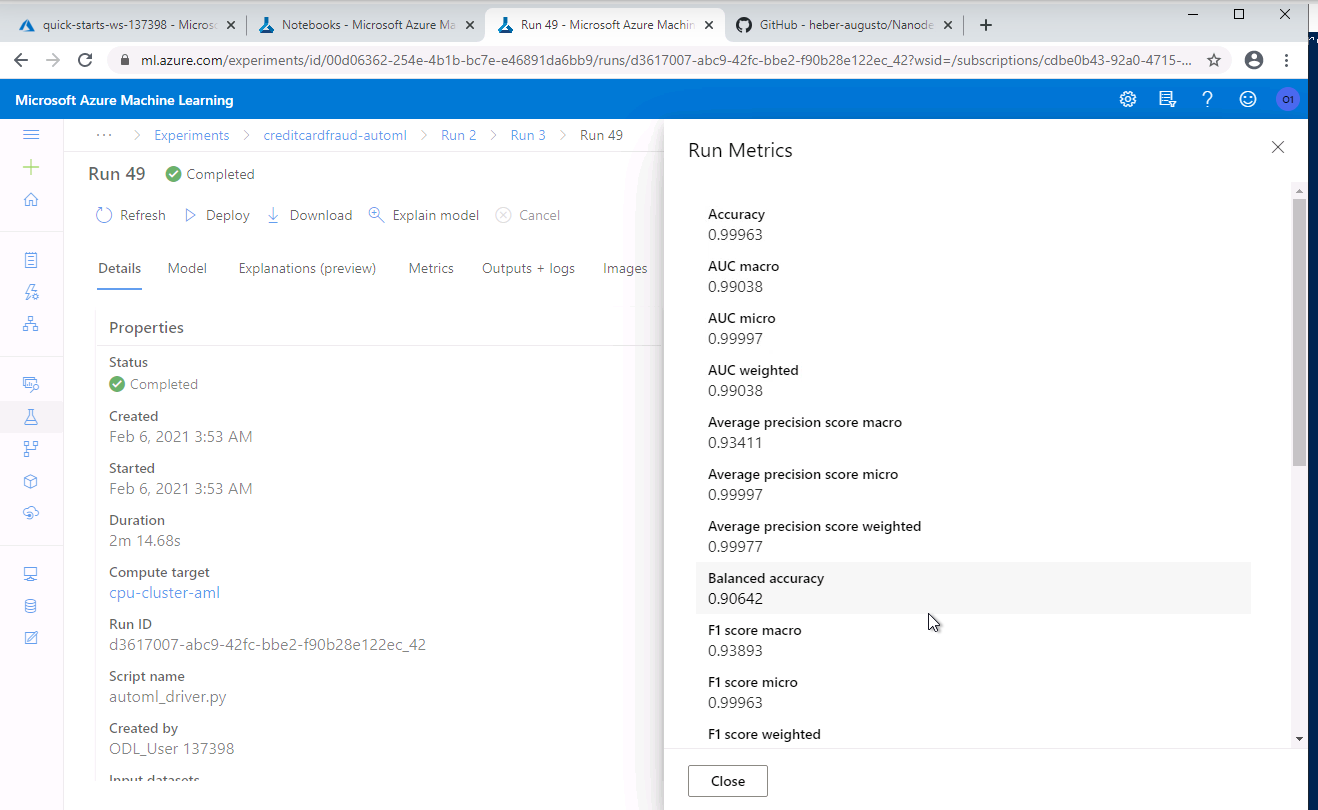 quick-starts-ws-137398 - Micros
Notebooks - Microsoft Azure Ma
Run 49 - Microsoft Azure Machin
GitHub - heber-augusto/Nanode
ml.azure.com/experiments/id/00d06362-254e-4b1b-bc7e-e46891da6bb9/runs/d3617007-abc9-42fc-bbe2-f90b28e122ec_42?wsid=/subscriptions/cdbe0b43-92a0-4715-...
Microsoft Azure Machine Learning
O1
... > Experiments > creditcardfraud-automl > Run 2 > Run 3 > Run 49
Run 49 Completed
Refresh Deploy Download Explain model Cancel
Details Model Explanations (preview) Metrics Outputs + logs Images
Properties
Status
Completed
Created
Feb 6, 2021 3:53 AM
Started
Feb 6, 2021 3:53 AM
Duration
2m 14.68s
Compute target
cpu-cluster-aml
Run ID
d3617007-abc9-42fc-bbe2-f90b28e122ec_42
Script name
automl_driver.py
Created by
ODL_User 137398
Input datasets
Run Metrics
Accuracy
0.99963
AUC macro
0.99038
AUC micro
0.99997
AUC weighted
0.99038
Average precision score macro
0.93411
Average precision score micro
0.99997
Average precision score weighted
0.99977
Balanced accuracy
0.90642
F1 score macro
0.93893
F1 score micro
0.99963
F1 score weighted
Close